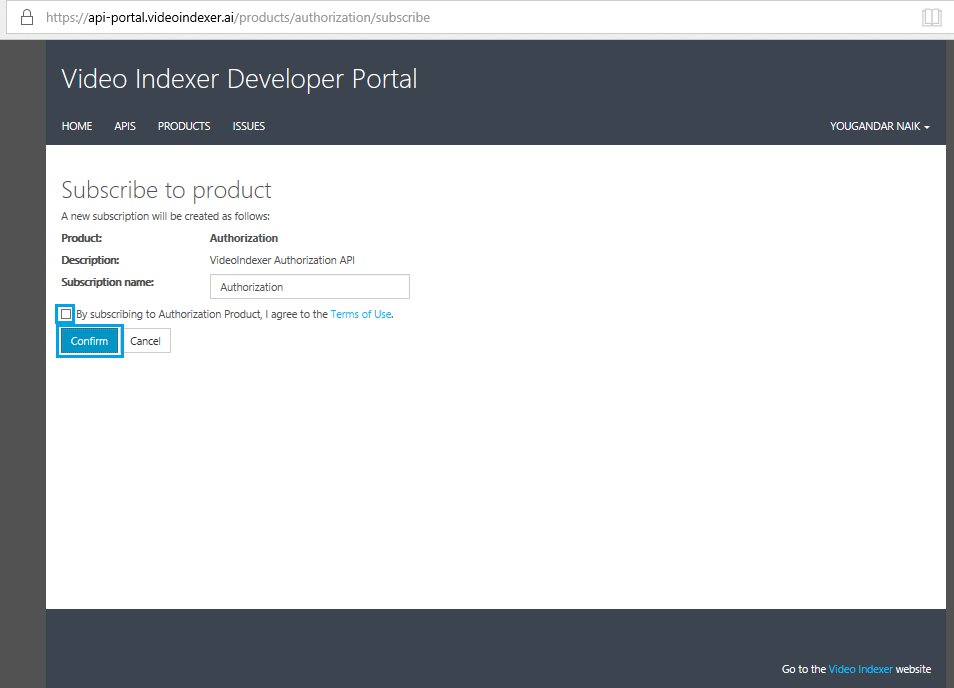 https://api-portal.videoindexer.ai/products/authorization/subscribe
Video Indexer Developer Portal
HOME APIS PRODUCTS ISSUES YOUGANDAR NAIK
Subscribe to product
A new subscription will be created as follows:
Product: Authorization
Description: VideoIndexer Authorization API
Subscription name: Authorization
By subscribing to Authorization Product, I agree to the Terms of Use.
Confirm Cancel
Go to the Video Indexer website